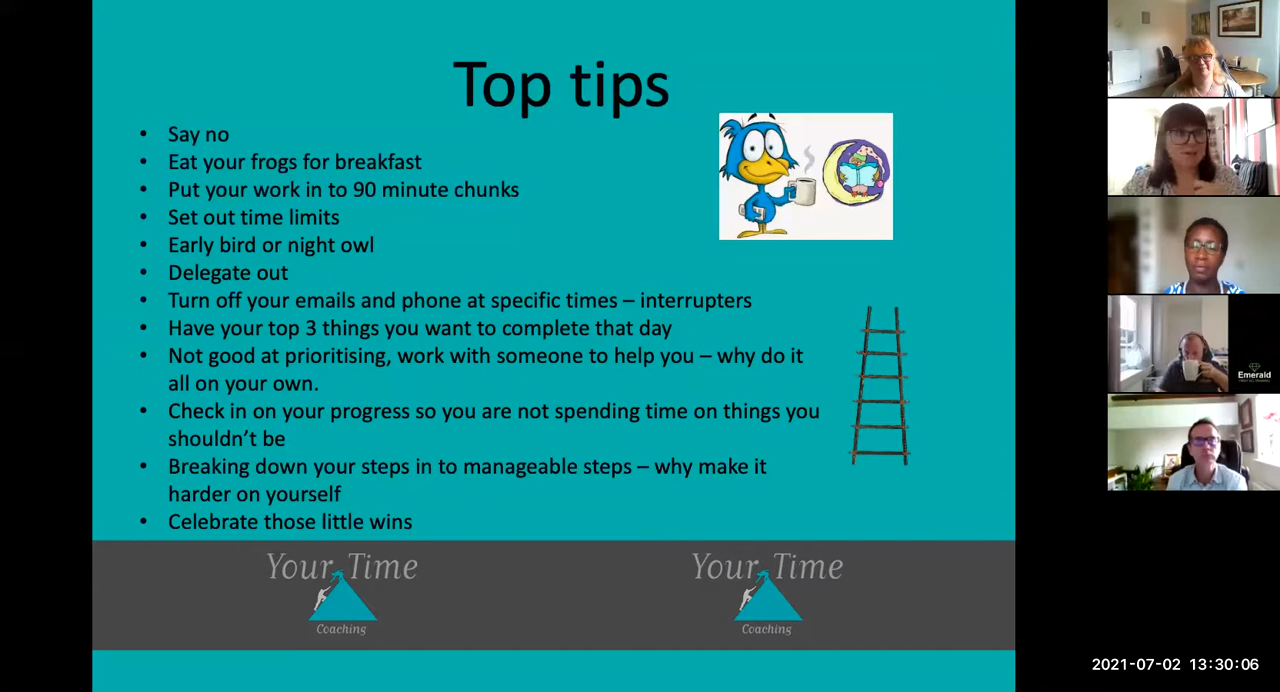 Top tips
• Say no
• Eat your frogs for breakfast
• Put your work in to 90 minute chunks
• Set out time limits
• Early bird or night owl
• Delegate out
• Turn off your emails and phone at specific times – interrupters
• Have your top 3 things you want to complete that day
• Not good at prioritising, work with someone to help you – why do it
all on your own.
• Check in on your progress so you are not spending time on things you
shouldn’t be
• Breaking down your steps in to manageable steps – why make it
harder on yourself
• Celebrate those little wins
Your Time
Coaching
Your Time
Coaching
Emerald
2021-07-02 13:30:06